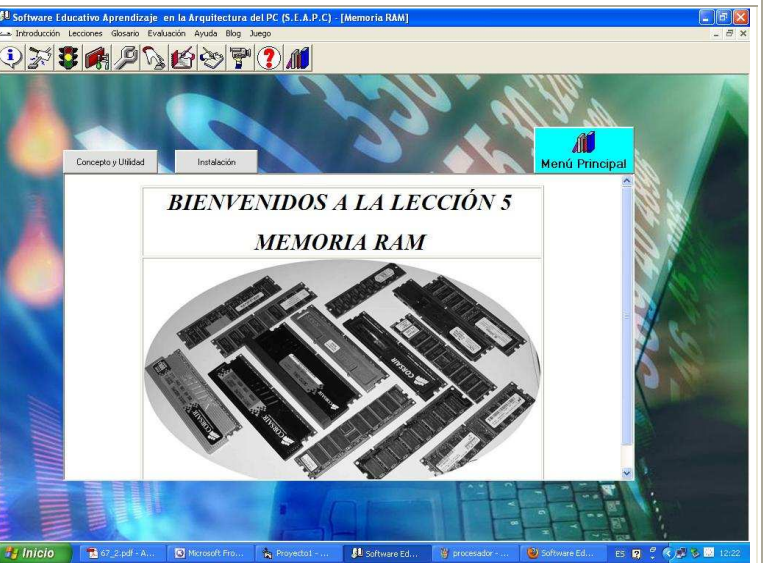 Software Educativo Aprendizaje en la Arquitectura del PC (S.E.A.P.C) - [Memoria RAM]
Introducción Lecciones Glosario Evaluación Ayuda Blog Juego
Concepto y Utilidad
Instalación
Menú Principal
BIENVENIDOS A LA LECCIÓN 5
MEMORIA RAM
CORSAIR
CORSAIR
CORSAIR
CORSAIR
Inicio 67_2.pdf - A... Microsoft Fro... Proyecto1 - ... Software Ed... procesador - ... Software Ed... ES 12:22